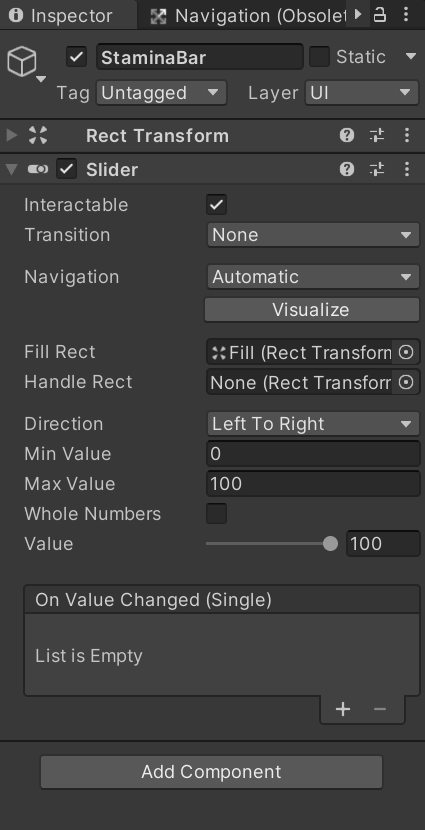 Inspector Navigation (Obsolet
StaminaBar Static
Tag Untagged Layer UI
Rect Transform
Slider
Interactable
Transition None
Navigation Automatic
Visualize
Fill Rect Fill (Rect Transform
Handle Rect None (Rect Transform
Direction Left To Right
Min Value 0
Max Value 100
Whole Numbers
Value 100
On Value Changed (Single)
List is Empty
Add Component